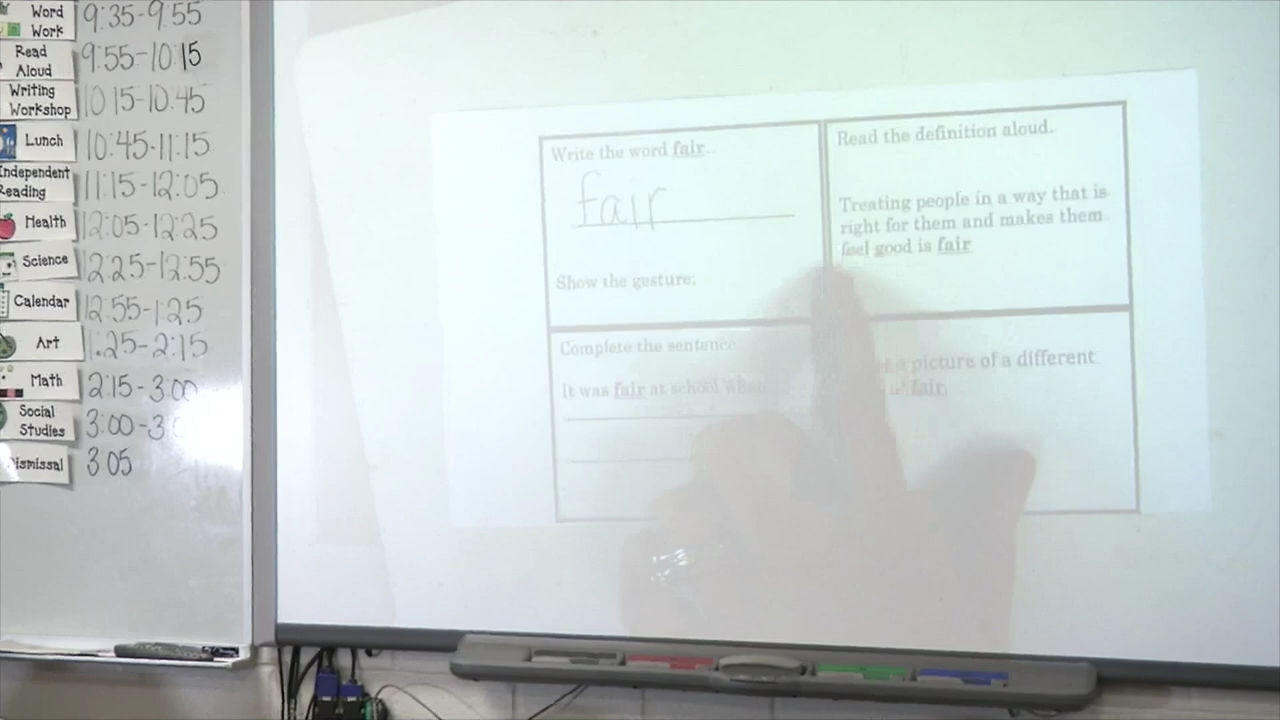 Word Work 9:35-9:55
Read Aloud 9:55-10:15
Writing Workshop 10:15-10:45
Lunch 10:45-11:15
Independent Reading 11:15-12:05
Health 12:05-12:25
Science 12:25-12:55
Calendar 12:55-1:25
Art 1:25-2:15
Math 2:15-3:00
Social Studies 3:00-3:0
ismissal 3:05
Write the word fair.
fair
Show the gesture:
Read the definition aloud.
Treating people in a way that is
right for them and makes them
feel good is fair
Complete the sentence
It was fair at school when
a picture of a different
fair.